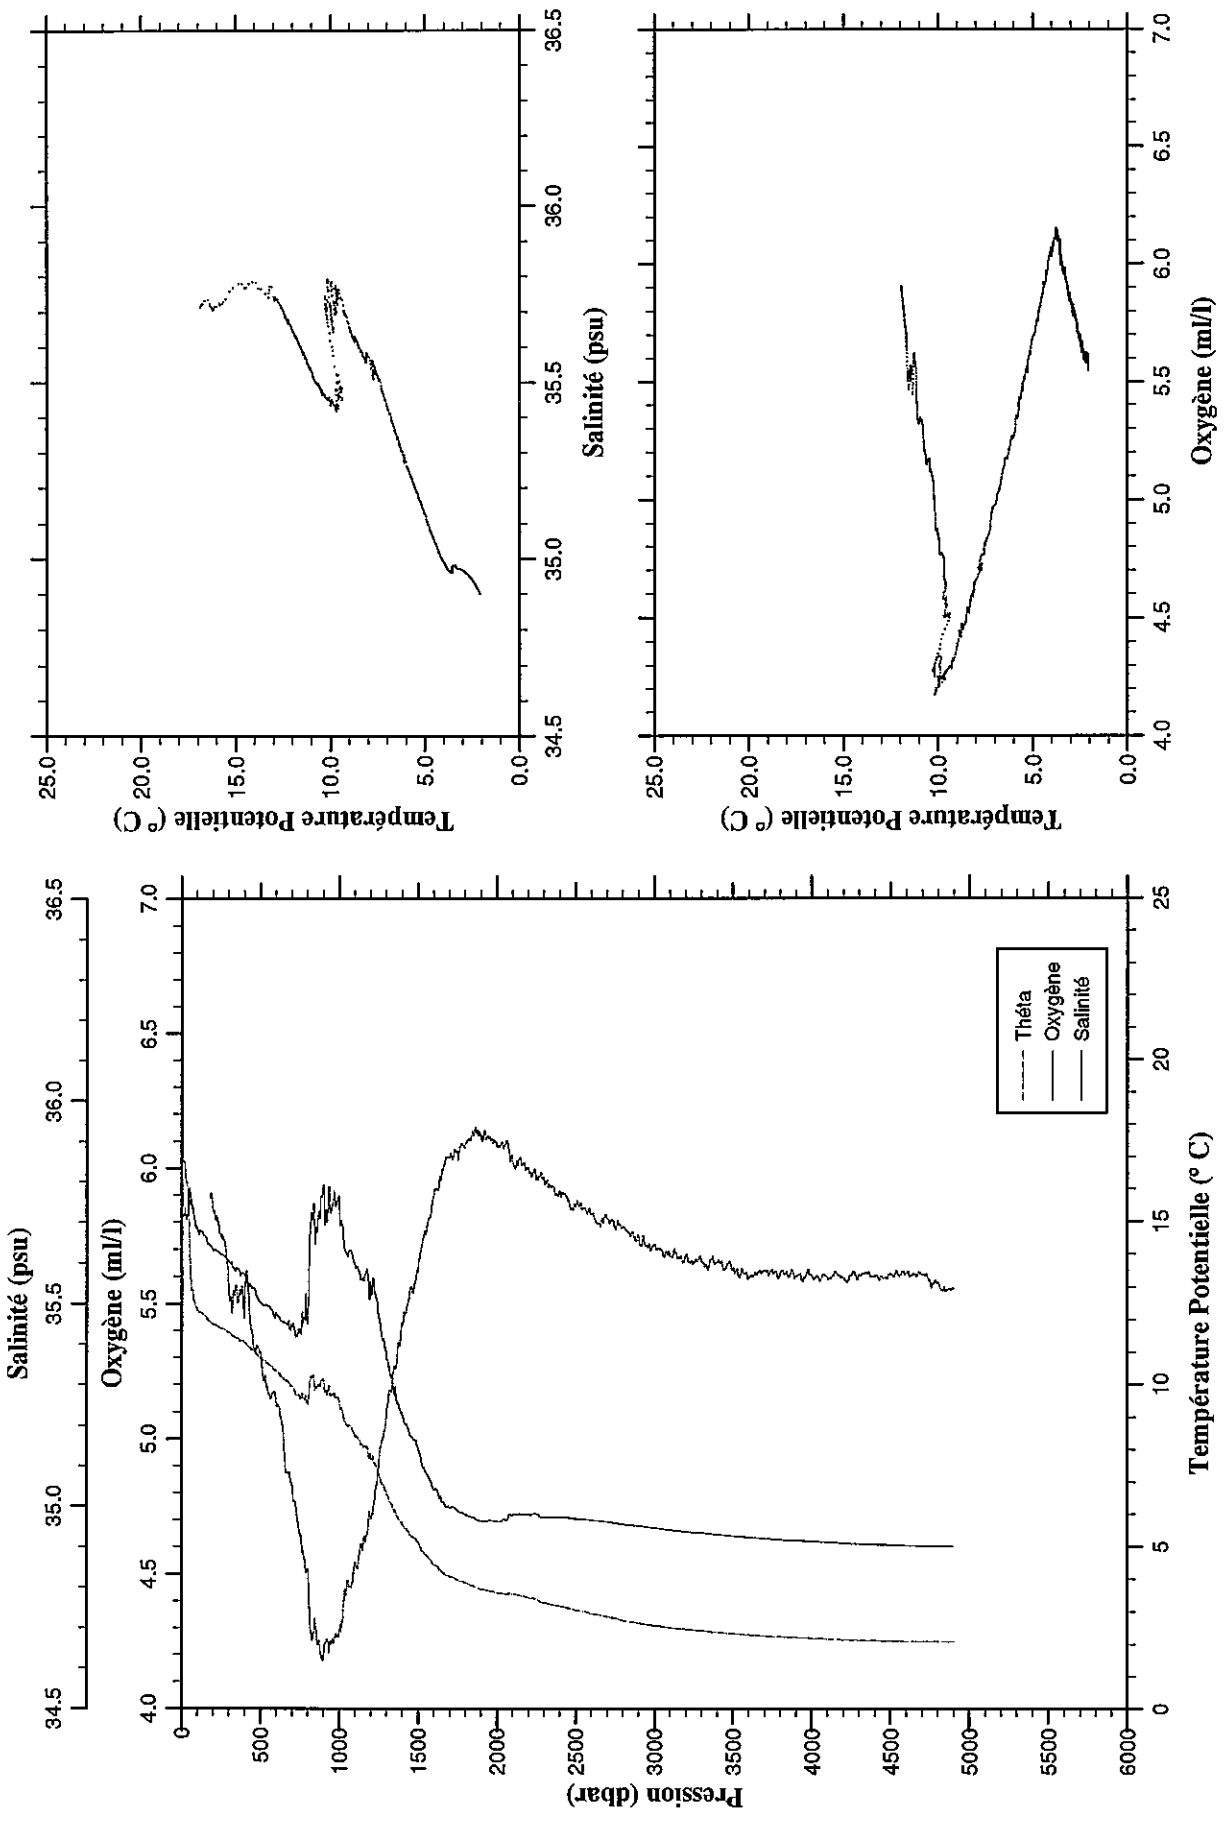 Salinité (psu)
34.5 35.0 35.5 36.0 36.5
Oxygène (ml/l)
4.0 4.5 5.0 5.5 6.0 6.5 7.0
Pression (dbar)
0
500
1000
1500
2000
2500
3000
3500
4000
4500
5000
5500
6000
Théta
Oxygène
Salinité
0 5 10 15 20 25
Température Potentielle (° C)
Température Potentielle (° C)
25.0
20.0
15.0
10.0
5.0
0.0
34.5 35.0 35.5 36.0 36.5
Salinité (psu)
Température Potentielle (° C)
25.0
20.0
15.0
10.0
5.0
0.0
4.0 4.5 5.0 5.5 6.0 6.5 7.0
Oxygène (ml/l)